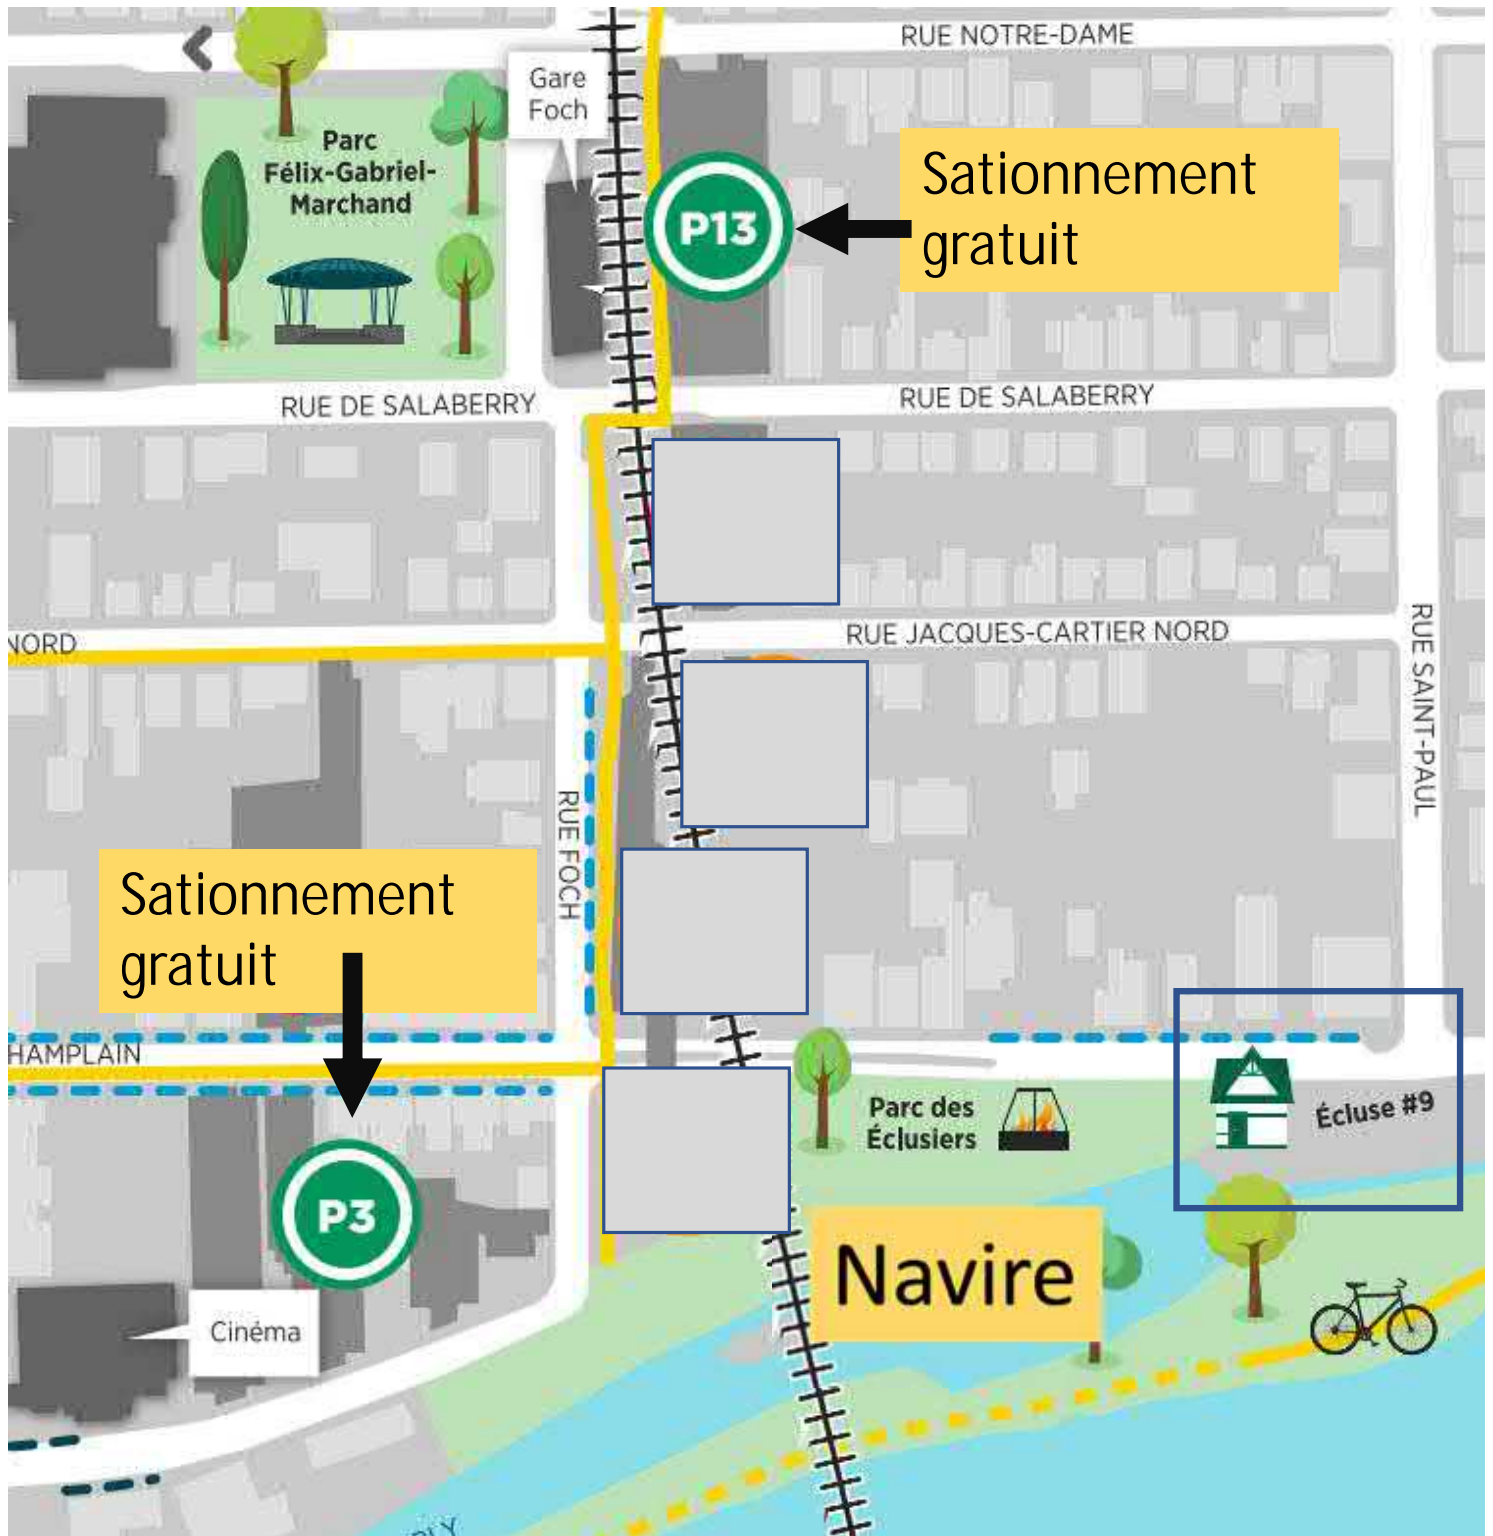 RUE NOTRE-DAME
Gare
Foch
Parc
Félix-Gabriel-
Marchand
P13
Sationnement
gratuit
RUE DE SALABERRY
RUE DE SALABERRY
NORD
RUE JACQUES-CARTIER NORD
RUE SAINT-PAUL
RUE FOCH
Sationnement
gratuit
HAMPLAIN
Parc des
Éclusiers
Écluse #9
P3
Navire
Cinéma